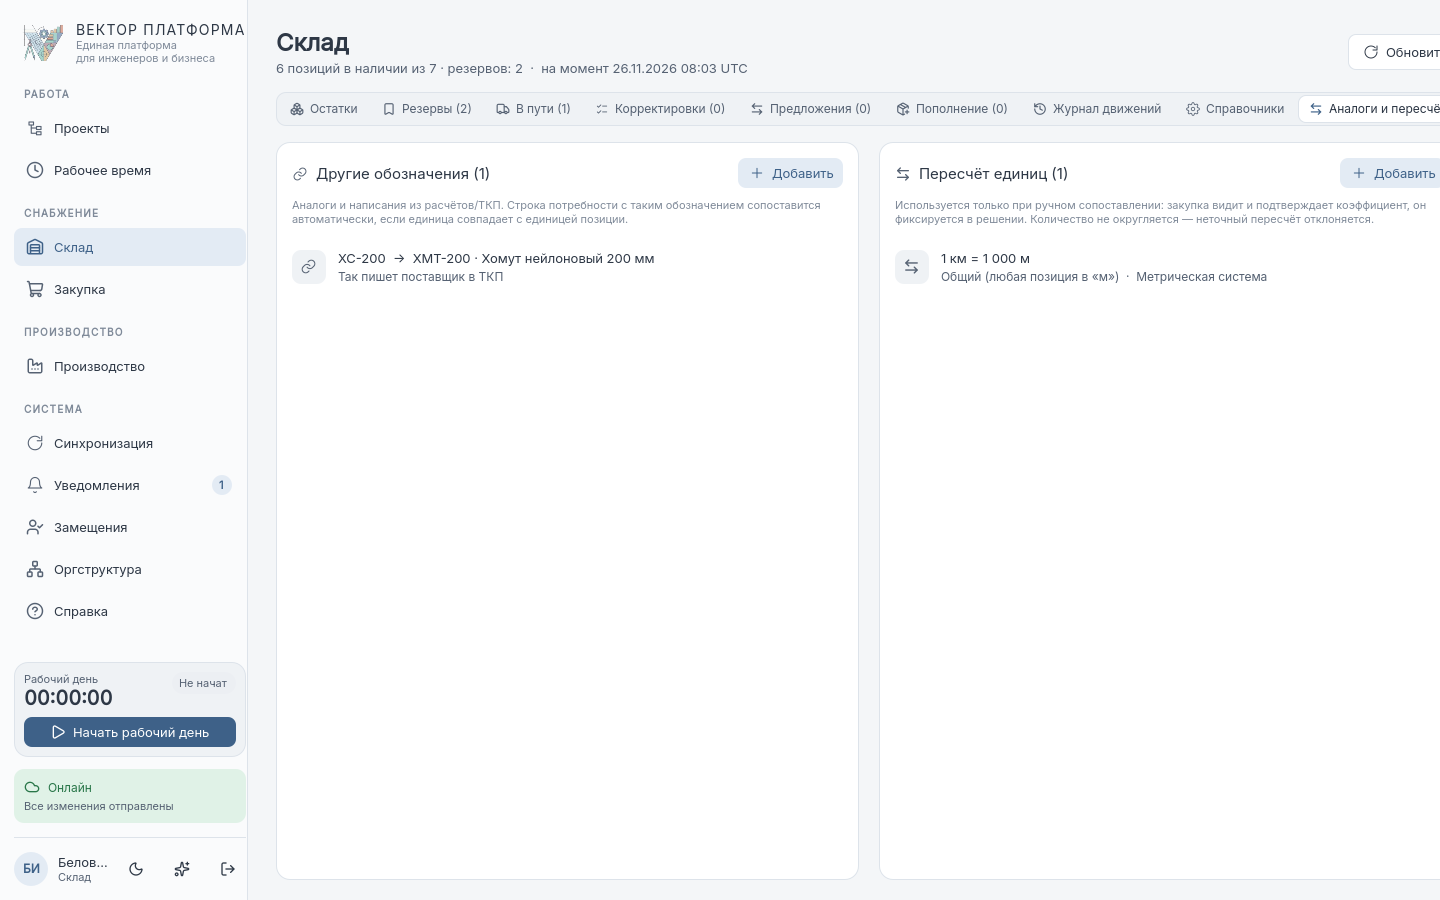 ВЕКТОР ПЛАТФОРМА
Единая платформа
для инженеров и бизнеса
РАБОТА
Проекты
Рабочее время
СНАБЖЕНИЕ
Склад
Закупка
ПРОИЗВОДСТВО
Производство
СИСТЕМА
Синхронизация
Уведомления
1
Замещения
Оргструктура
Справка
Рабочий день
Не начат
00:00:00
Начать рабочий день
Онлайн
Все изменения отправлены
БИ
Белов...
Склад
Склад
6 позиций в наличии из 7 · резервов: 2 · на момент 26.11.2026 08:03 UTC
Обновит
Остатки
Резервы (2)
В пути (1)
Корректировки (0)
Предложения (0)
Пополнение (0)
Журнал движений
Справочники
Аналоги и пересчё
Другие обозначения (1)
Добавить
Аналоги и написания из расчётов/ТКП. Строка потребности с таким обозначением сопоставится
автоматически, если единица совпадает с единицей позиции.
ХС-200 → ХМТ-200 · Хомут нейлоновый 200 мм
Так пишет поставщик в ТКП
Пересчёт единиц (1)
Добавить
Используется только при ручном сопоставлении: закупка видит и подтверждает коэффициент, он
фиксируется в решении. Количество не округляется — неточный пересчёт отклоняется.
1 км = 1 000 м
Общий (любая позиция в «м») · Метрическая система